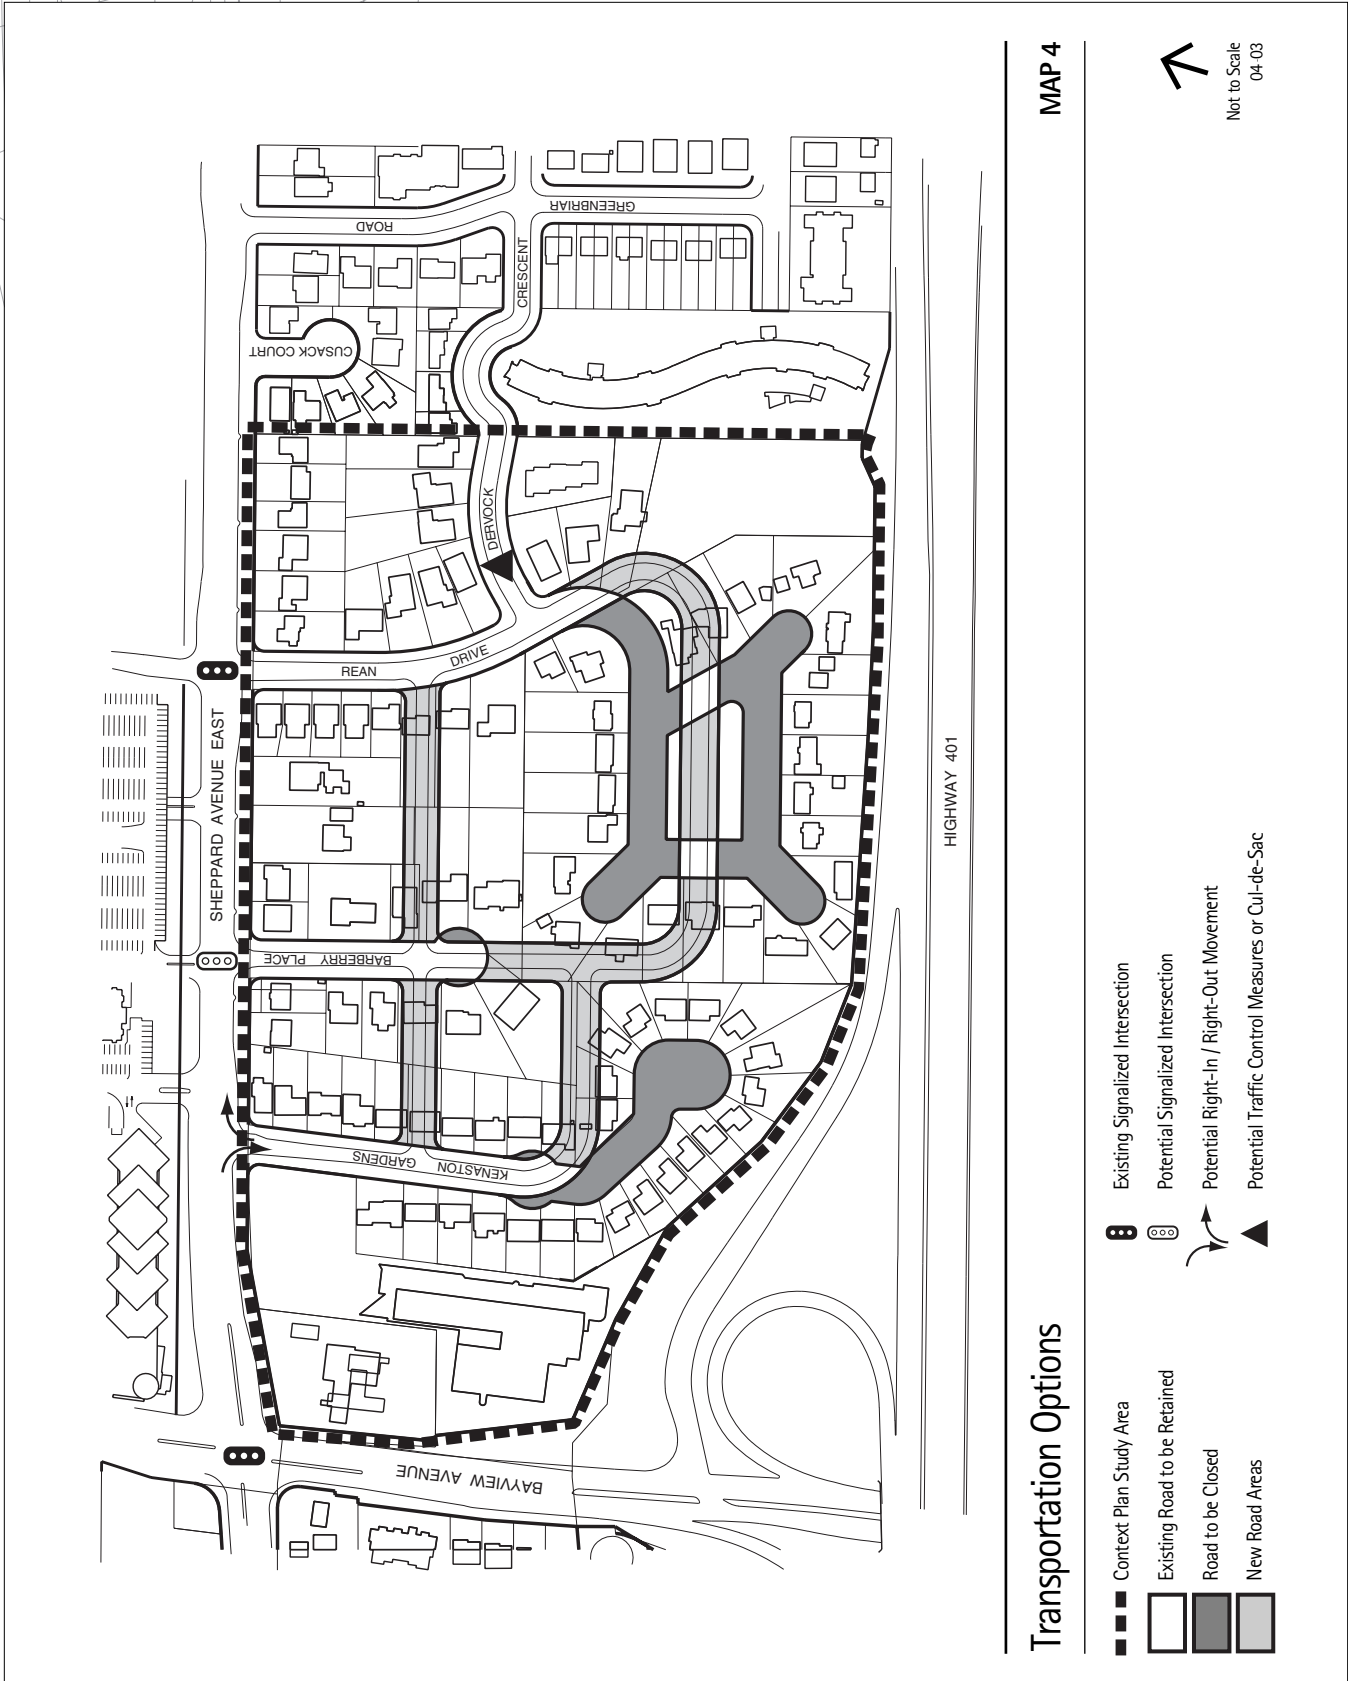 SHEPPARD AVENUE EAST
BAYVIEW AVENUE
KENASTON GARDENS
BARBERRY PLACE
REAN DRIVE
DERVOCK CRESCENT
CUSACK COURT
GREENBRIAR ROAD
HIGHWAY 401
Transportation Options
MAP 4
Context Plan Study Area
Existing Road to be Retained
Road to be Closed
New Road Areas
Existing Signalized Intersection
Potential Signalized Intersection
Potential Right-In / Right-Out Movement
Potential Traffic Control Measures or Cul-de-Sac
Not to Scale
04-03